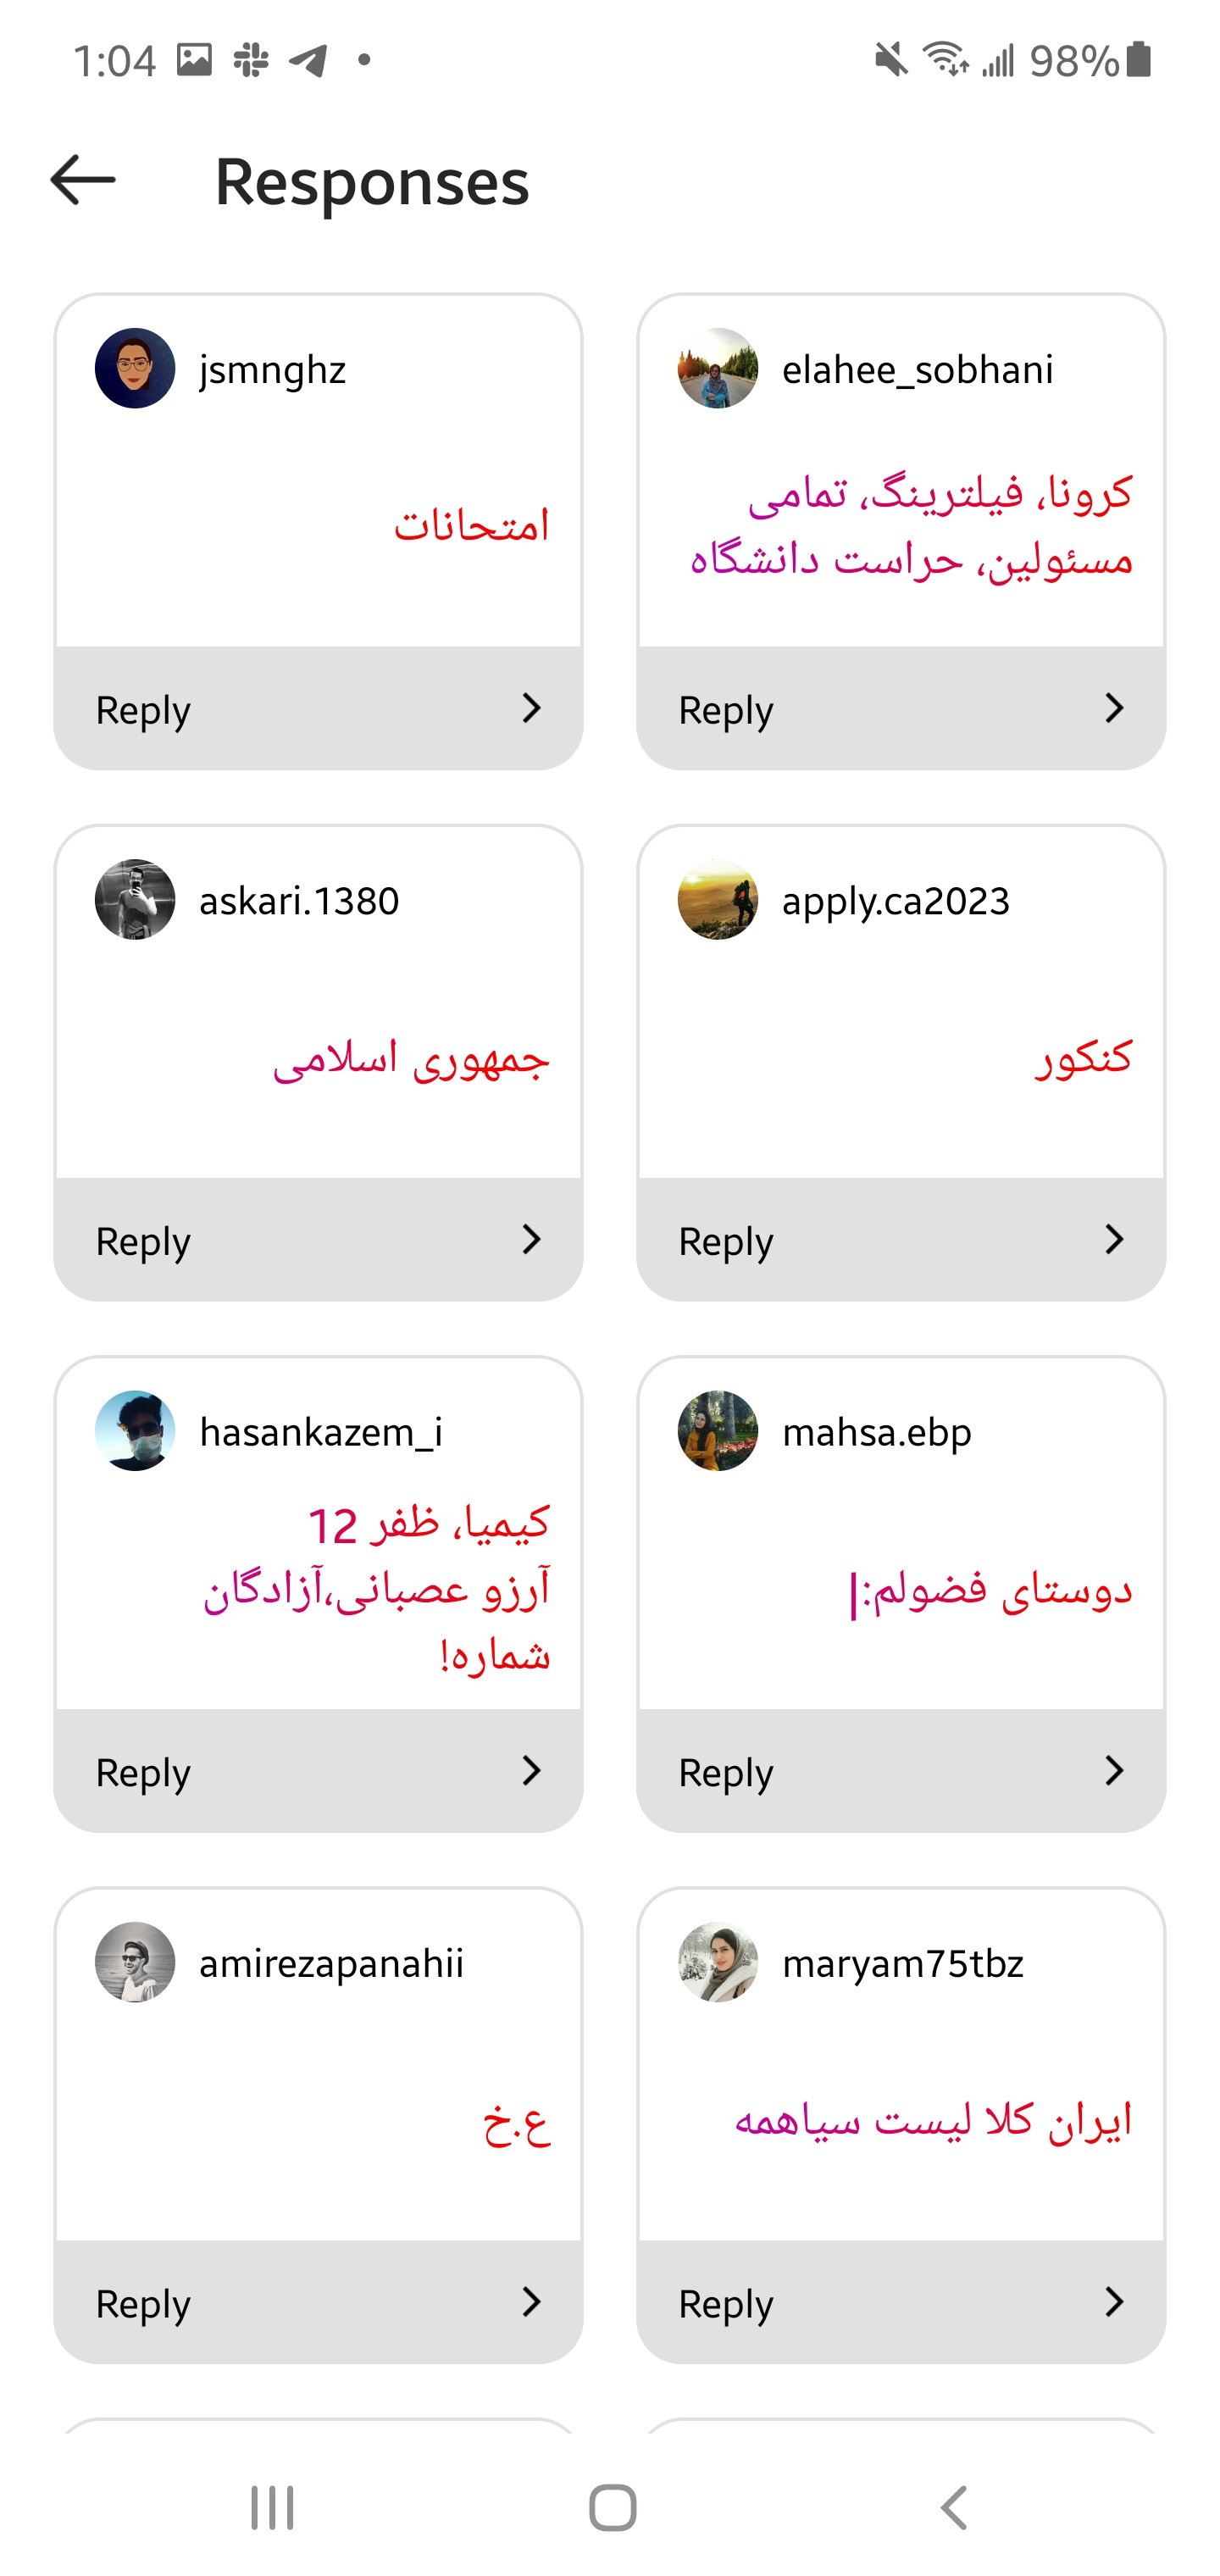 1:04
98%
Responses
jsmnghz
امتحانات
Reply
elahee_sobhani
کرونا، فیلترینگ، تمامی
مسئولین، حراست دانشگاه
Reply
askari.1380
جمهوری اسلامی
Reply
apply.ca2023
کنکور
Reply
hasankazem_i
کیمیا، ظفر 12
آرزو عصبانی،آزادگان
شماره!
Reply
mahsa.ebp
دوستای فضولم:|
Reply
amirezapanahii
ع.خ
Reply
maryam75tbz
ایران کلا لیست سیاهمه
Reply